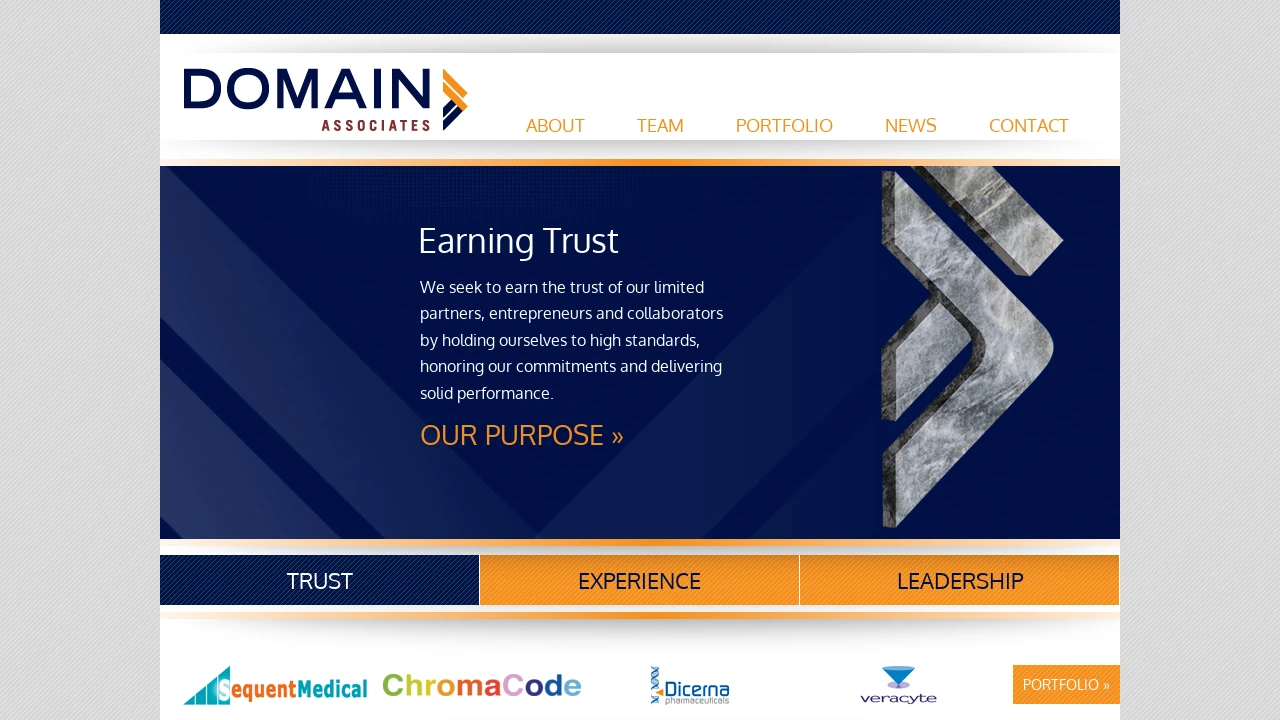 DOMAIN
ASSOCIATES
ABOUT TEAM PORTFOLIO NEWS CONTACT
Earning Trust
We seek to earn the trust of our limited
partners, entrepreneurs and collaborators
by holding ourselves to high standards,
honoring our commitments and delivering
solid performance.
OUR PURPOSE »
TRUST EXPERIENCE LEADERSHIP
SequentMedical ChromaCode Dicerna pharmaceuticals veracyte PORTFOLIO »